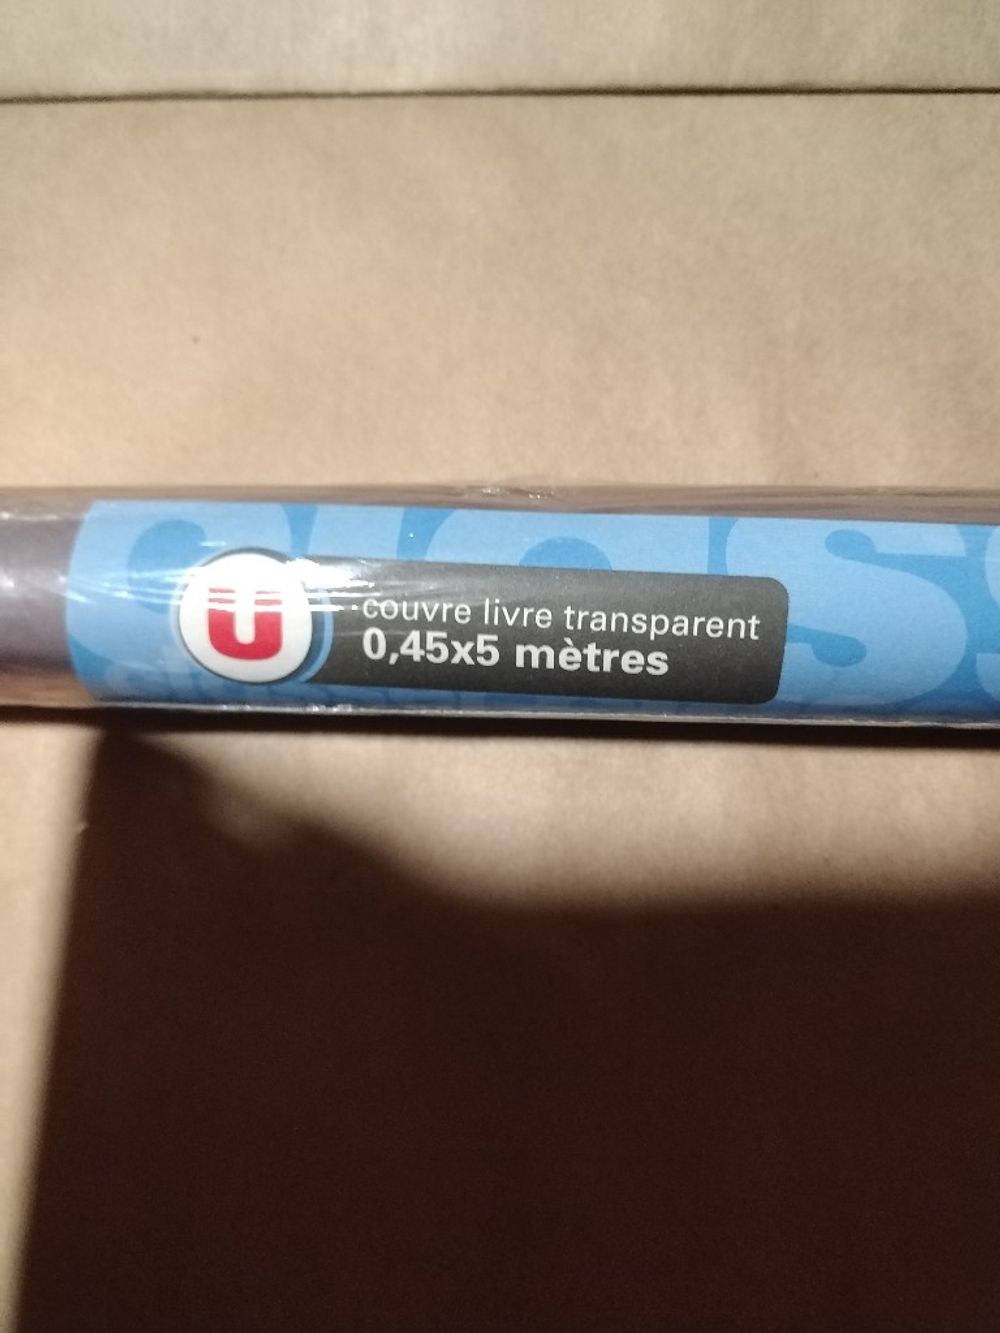 U
couvre livre transparent
0,45x5 mètres